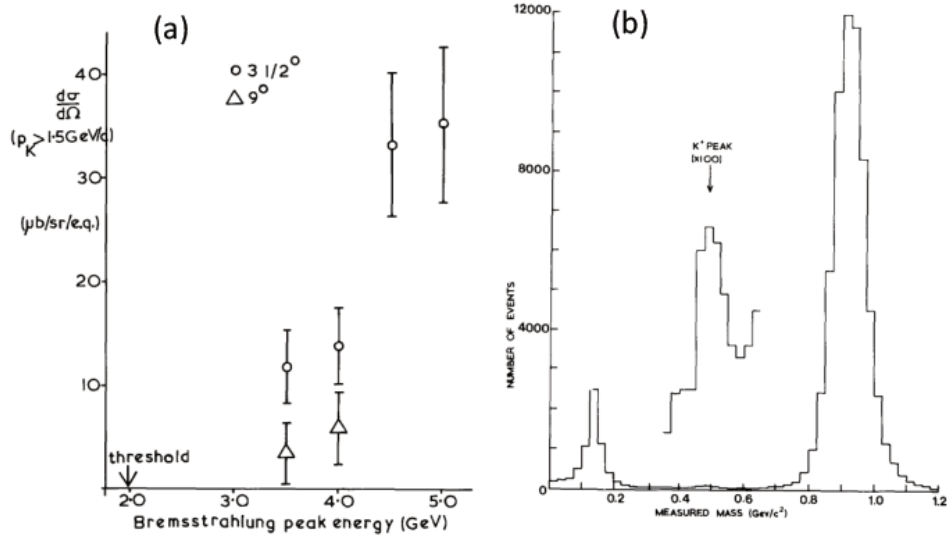 (a)
40
30
20
10
dσ
dΩ
(p_K > 1·5GeV/c)
(μb/sr/e.q.)
○ 3 1/2°
△ 9°
threshold
2·0 3·0 4·0 5·0
Bremsstrahlung peak energy (GeV)
(b)
12000
8000
4000
0
NUMBER OF EVENTS
K⁺ PEAK
[×100]
0.2 0.4 0.6 0.8 1.0 1.2
MEASURED MASS (Gev/c²)